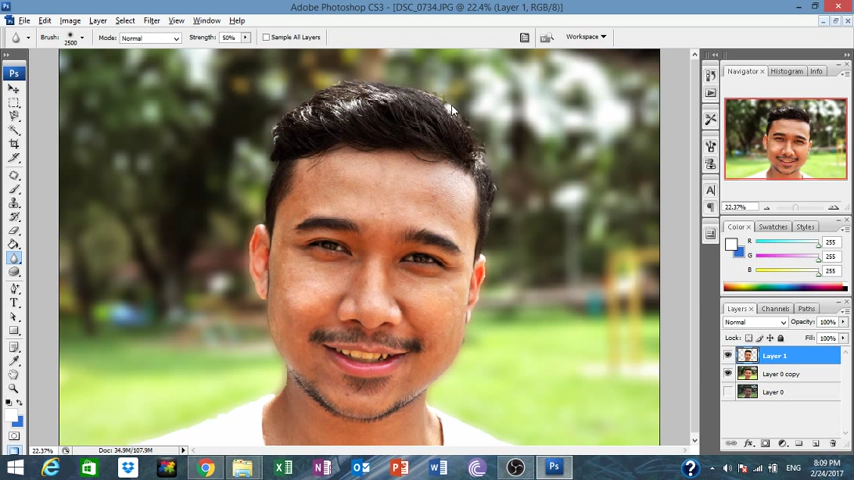 Adobe Photoshop CS3 - [DSC_0734.JPG @ 22.4% (Layer 1, RGB/8)]
File Edit Image Layer Select Filter View Window Help
Brush: 2500 Mode: Normal Strength: 50% Sample All Layers Workspace
Ps
Navigator × Histogram Info
22.37%
Color × Swatches Styles
R 255
G 255
B 255
Layers × Channels Paths
Normal Opacity: 100%
Lock: Fill: 100%
Layer 1
Layer 0 copy
Layer 0
22.37% Doc: 34.9M/107.9M
8:09 PM
ENG
2/24/2017